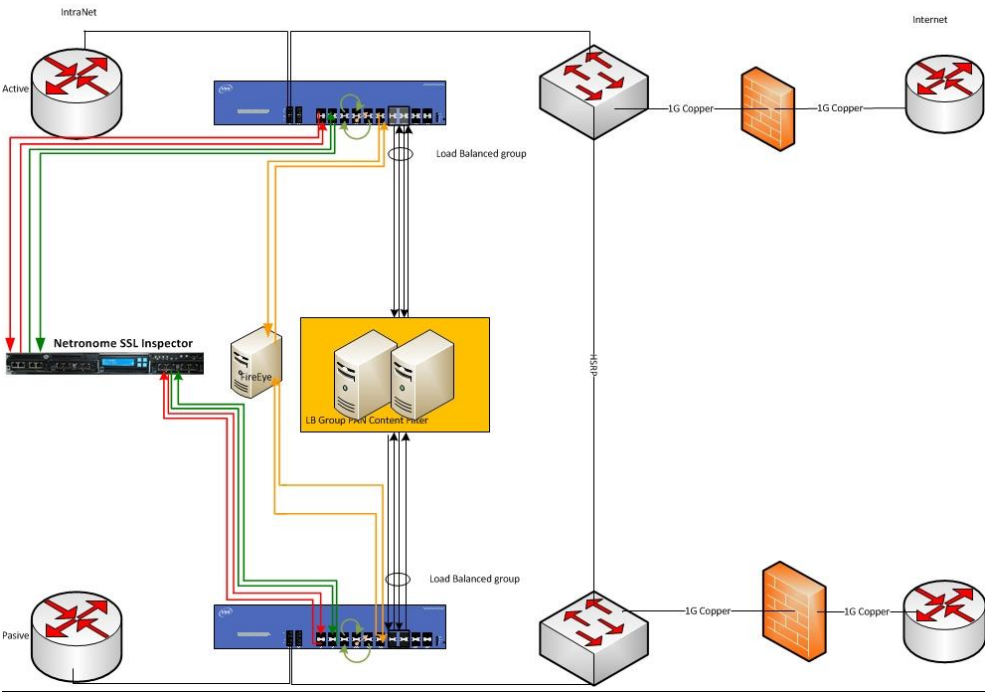 IntraNet
Internet
Active
1G Copper
1G Copper
Load Balanced group
Netronome SSL Inspector
FireEye
LB Group PAN Content Filter
HSRP
Load Balanced group
1G Copper
1G Copper
Pasive